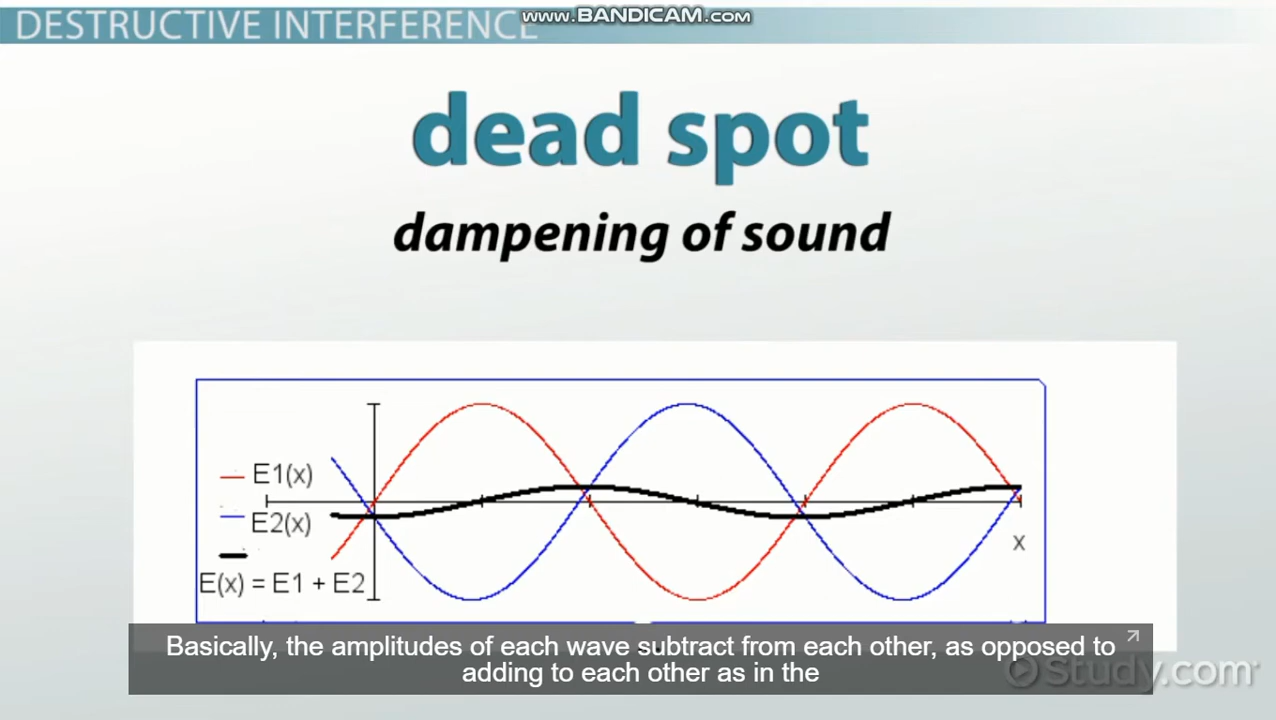 www.BANDICAM.com
DESTRUCTIVE INTERFERENCE
dead spot
dampening of sound
E1(x)
E2(x)
E(x) = E1 + E2
x
Basically, the amplitudes of each wave subtract from each other, as opposed to
adding to each other as in the
Study.com